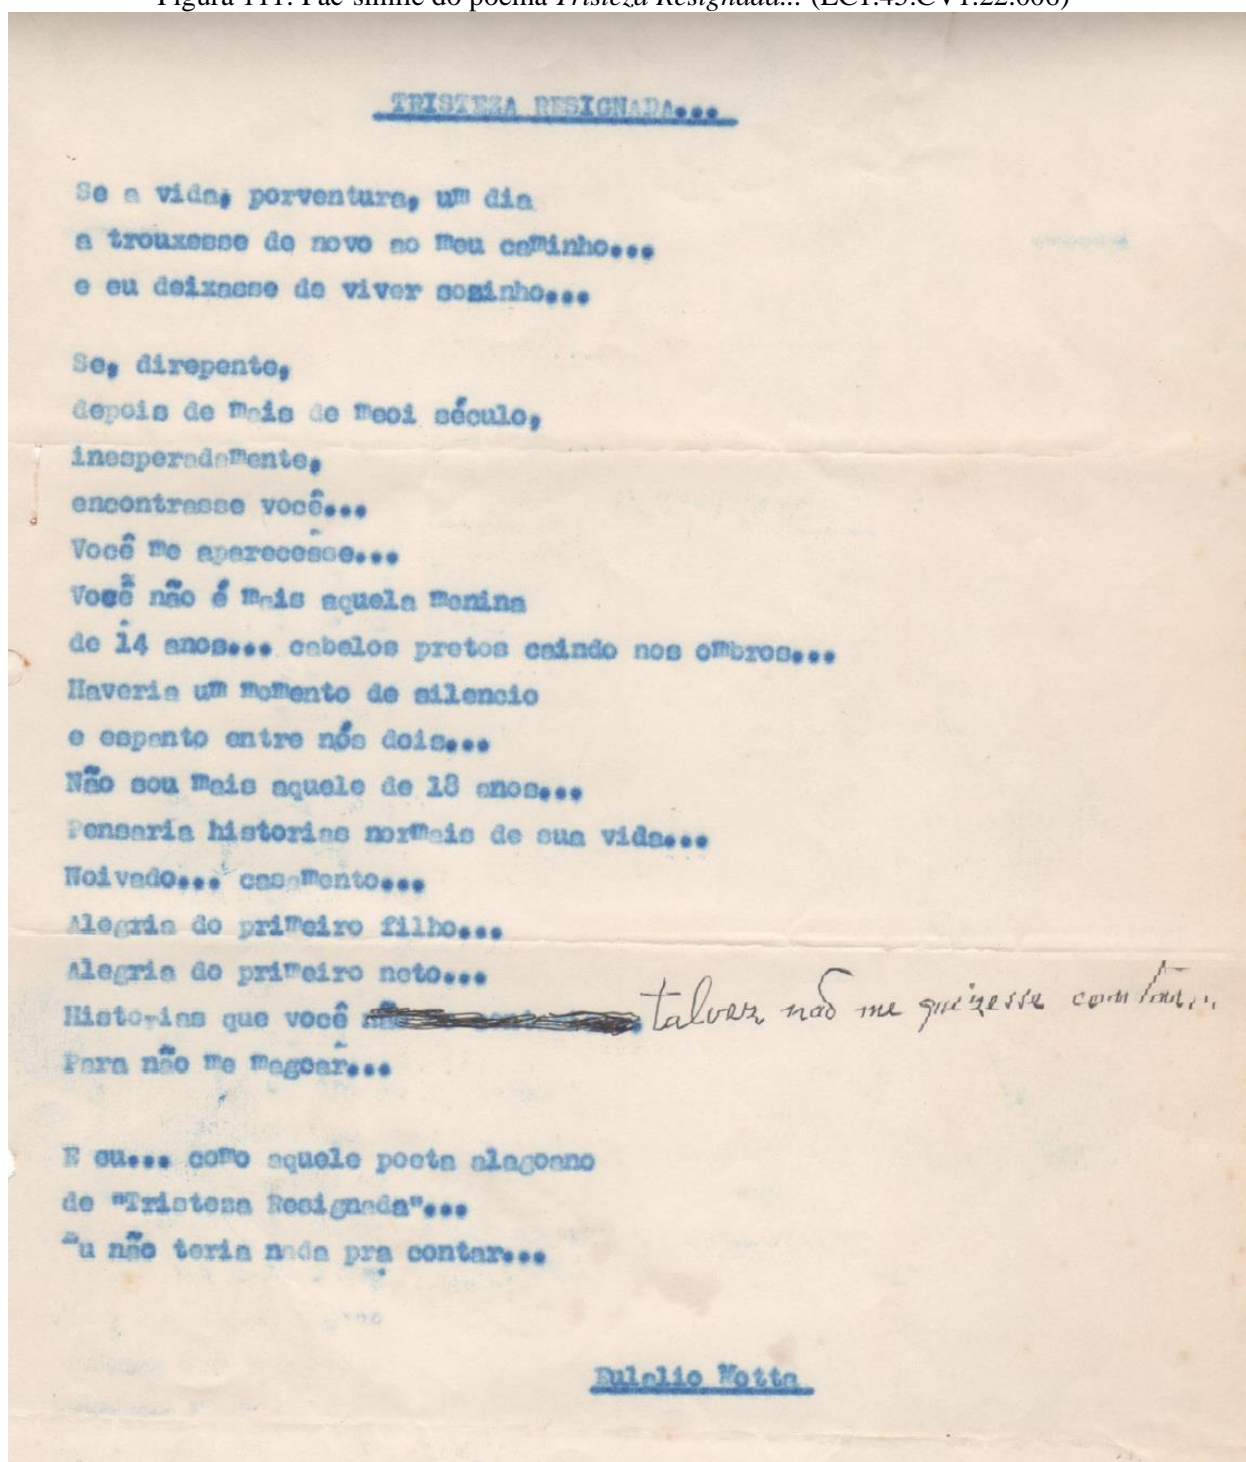 Figura 111: Fac-símile do poema Tristeza Resignada... (EC1.45.CV1.22.006)
TRISTEZA RESIGNADA...
Se a vida, porventura, um dia
a trouxesse de novo ao meu caminho...
e eu deixasse de viver sozinho...
Se, direpente,
depois de mais de meoi século,
inesperadamente,
encontrasse você...
Você me aparecesse...
Você não é mais aquela menina
de 14 anos... cabelos pretos caindo nos ombros...
Haveria um momento de silencio
e espanto entre nós dois...
Não sou mais aquele de 18 anos...
Pensaria historias normais de sua vida...
Noivado... casamento...
Alegria do primeiro filho...
Alegria do primeiro neto...
Historias que você talvez não me quizesse contar...
Para não me magoar...
E eu... como aquele poeta alagoano
de "Tristesa Resignada"...
Eu não teria nada pra contar...
Eulalio Motta